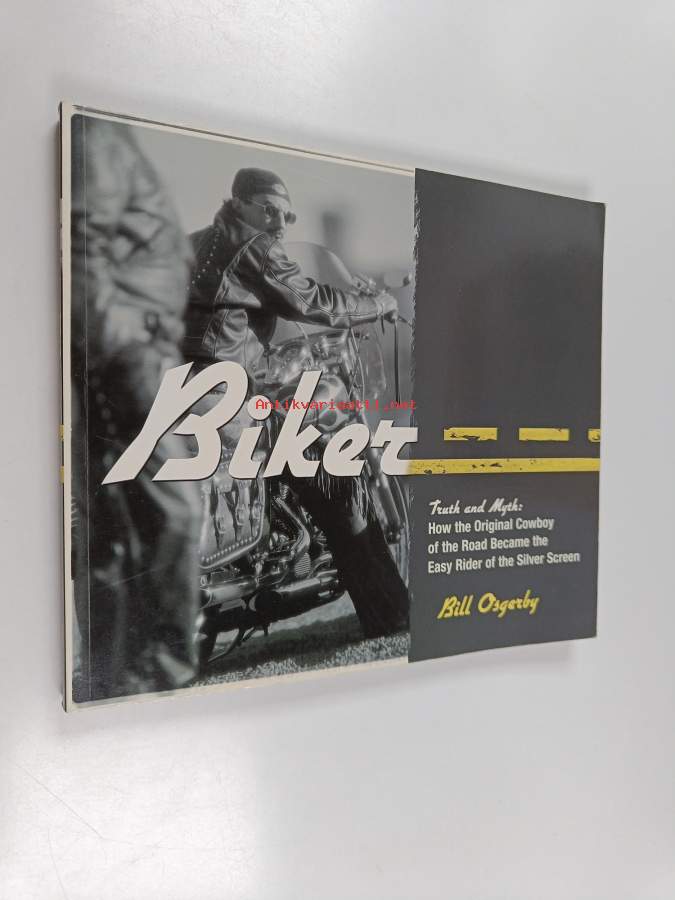 Antikvariaatti.net
Biker
Truth and Myth:
How the Original Cowboy
of the Road Became the
Easy Rider of the Silver Screen
Bill Osgerby